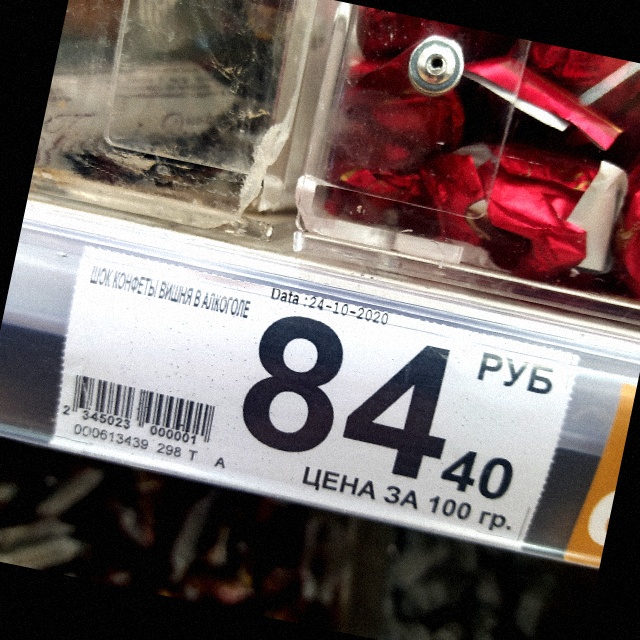 ШОК КОНФЕТЫ ВИШНЯ В АЛКОГОЛЕ
Data :24-10-2020
84 40 РУБ
2 345023 000001
000613439 298 Т А
ЦЕНА ЗА 100 гр.